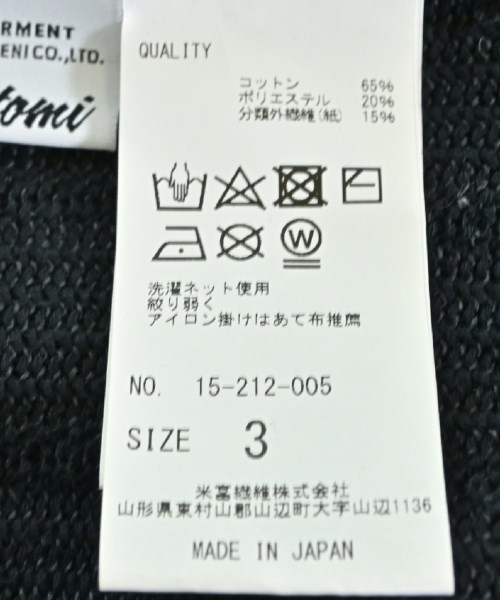 RMENT
ENI CO.,LTD.
tomi
QUALITY
コットン 65%
ポリエステル 20%
分類外繊維(紙) 15%
W
洗濯ネット使用
絞り弱く
アイロン掛けはあて布推薦
NO. 15-212-005
SIZE 3
米富繊維株式会社
山形県東村山郡山辺町大字山辺1136
MADE IN JAPAN